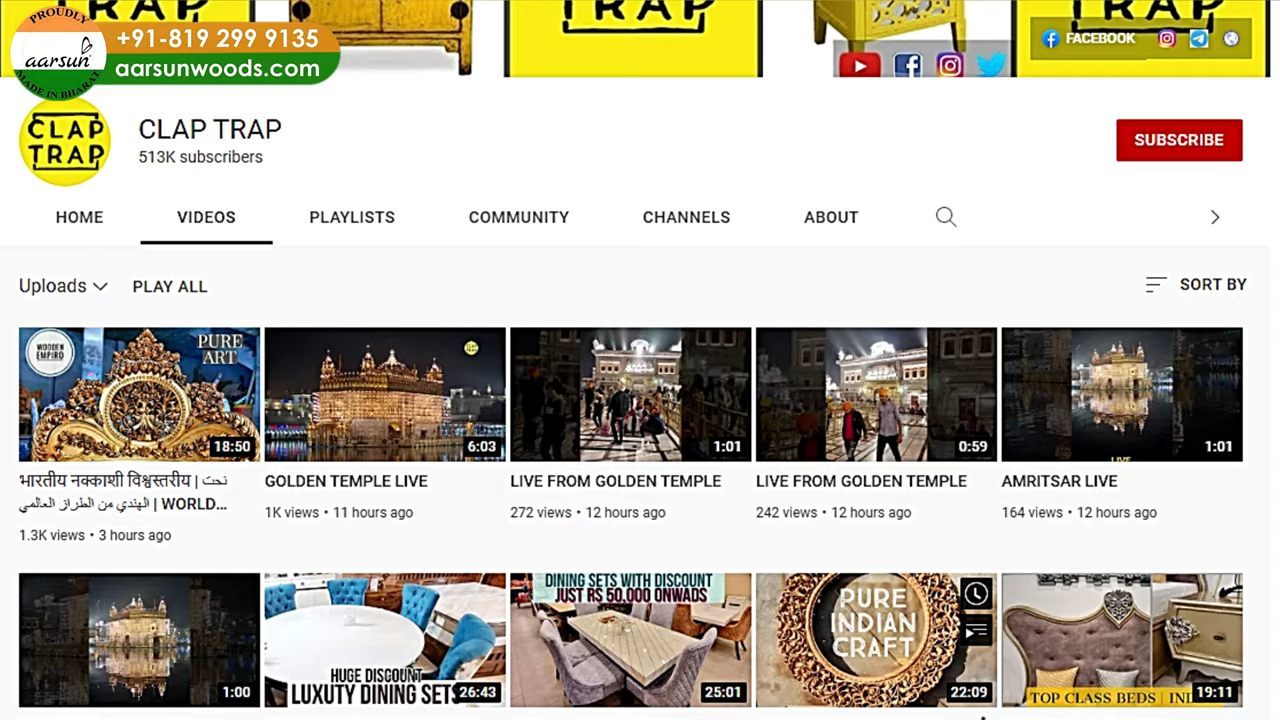 PROUDLY
aarsun
MADE IN BHARAT
+91-819 299 9135
aarsunwoods.com
TRAP
TRAP
TRAP
FACEBOOK
CLAP
TRAP
CLAP TRAP
513K subscribers
SUBSCRIBE
HOME
VIDEOS
PLAYLISTS
COMMUNITY
CHANNELS
ABOUT
Uploads
PLAY ALL
SORT BY
WOODEN
EMPIRO
PURE
ART
18:50
6:03
1:01
0:59
LIVE
1:01
भारतीय नक्काशी विश्वस्तरीय | نحت
الهندي من الطراز العالمي | WORLD...
1.3K views • 3 hours ago
GOLDEN TEMPLE LIVE
1K views • 11 hours ago
LIVE FROM GOLDEN TEMPLE
272 views • 12 hours ago
LIVE FROM GOLDEN TEMPLE
242 views • 12 hours ago
AMRITSAR LIVE
164 views • 12 hours ago
1:00
HUGE DISCOUNT
LUXUTY DINING SETS
26:43
DINING SETS WITH DISCOUNT
JUST RS 50,000 ONWADS
25:01
PURE
INDIAN
CRAFT
22:09
TOP CLASS BEDS | IND
19:11